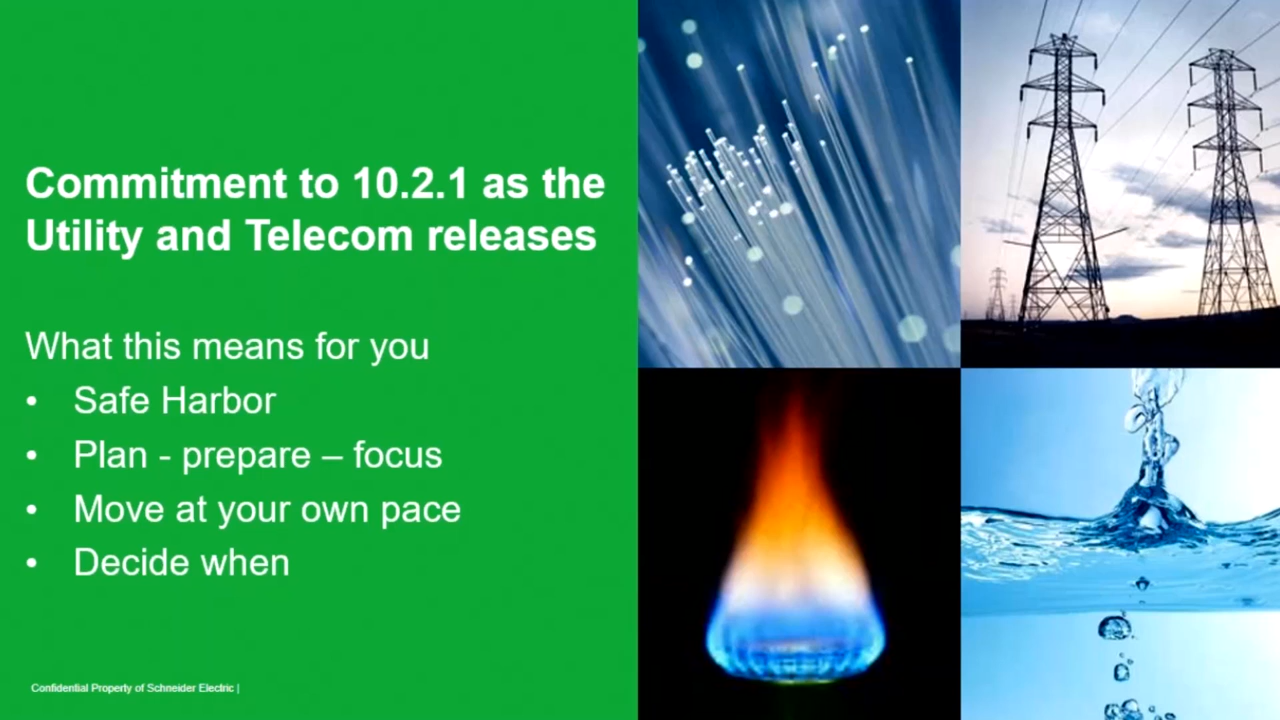 Commitment to 10.2.1 as the
Utility and Telecom releases
What this means for you
• Safe Harbor
• Plan - prepare – focus
• Move at your own pace
• Decide when
Confidential Property of Schneider Electric |